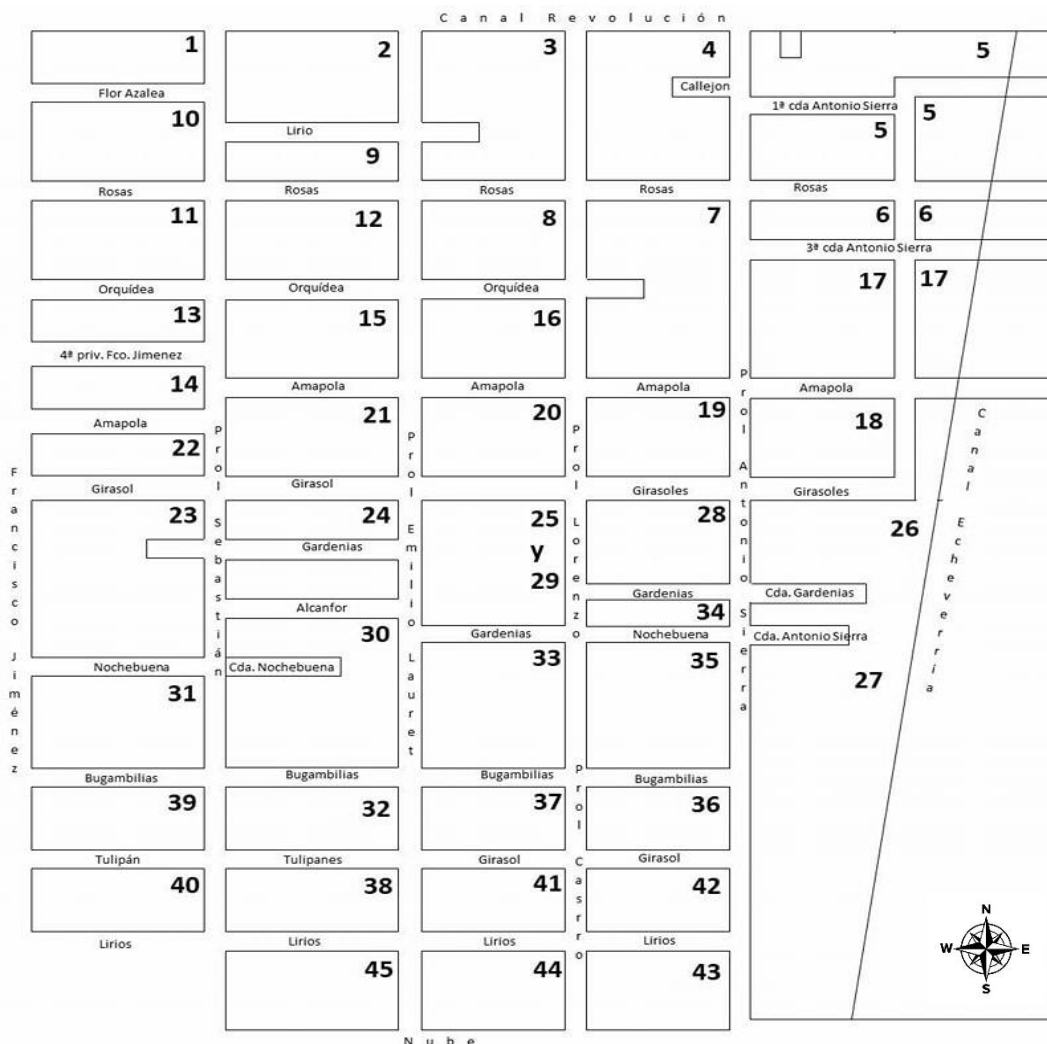 Canal Revolución
1
2
3
4
5
Callejon
Flor Azalea
1ª cda Antonio Sierra
10
5
Lirio
5
9
Rosas
Rosas
Rosas
Rosas
Rosas
11
12
8
7
6
6
3ª cda Antonio Sierra
Orquídea
Orquídea
Orquídea
17
17
13
15
16
4ª priv. Fco. Jimenez
14
Amapola
Amapola
Amapola
Amapola
21
20
19
18
Amapola
22
Girasol
Girasol
Girasoles
Girasoles
23
24
25
y
29
28
26
Gardenias
Cda. Gardenias
Gardenias
Alcanfor
34
30
Gardenias
Nochebuena
Cda. Antonio Sierra
Nochebuena
Cda. Nochebuena
33
35
27
31
Bugambilias
Bugambilias
Bugambilias
Bugambilias
39
32
37
36
Tulipán
Tulipanes
Girasol
Girasol
40
38
41
42
Lirios
Lirios
Lirios
Lirios
45
44
43
Nube
Francisco Jiménez
Prol Sebastián
Prol Emilio Lauret
Prol Lorenzo
Prol Casrro
Prol Antonio Sierra
Canal Echeverría
N
W
E
S